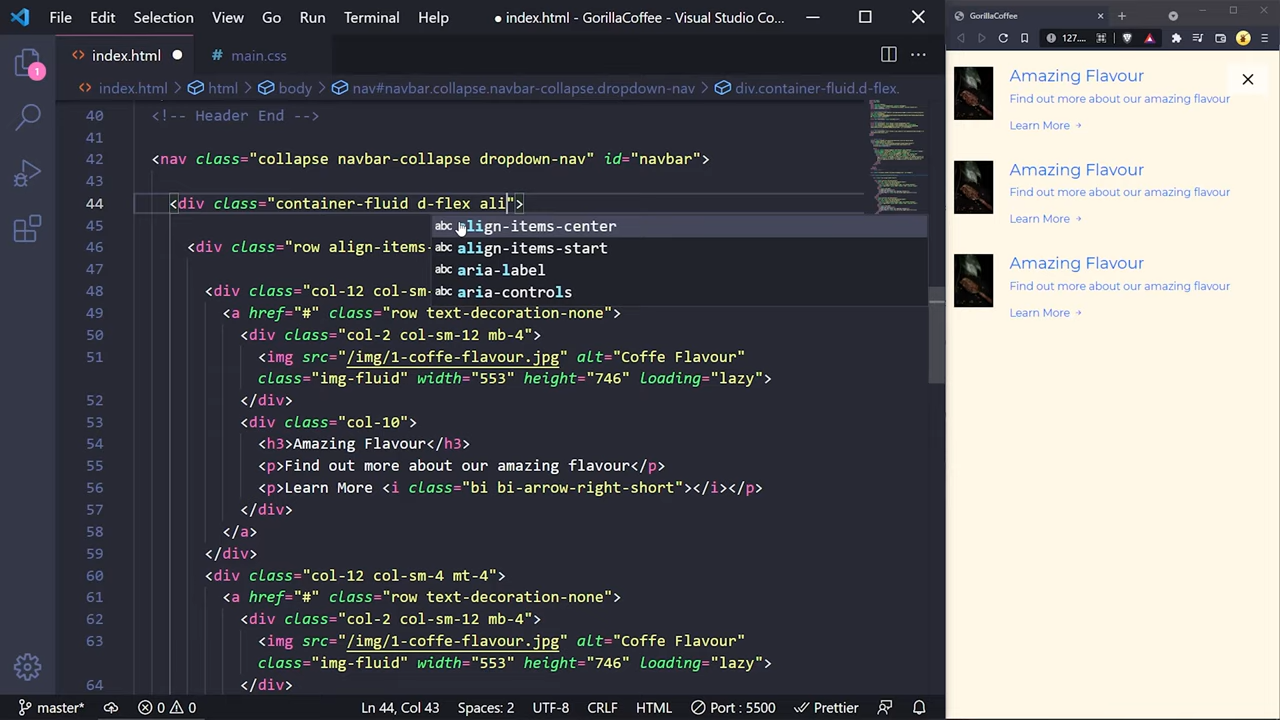 File Edit Selection View Go Run Terminal Help ● index.html - GorillaCoffee - Visual Studio Co...
index.html ● # main.css
index.html > html > body > collapse.navbar-collapse.dropdown-nav > div.container-fluid.d-flex.
42 <nav class="collapse navbar-collapse dropdown-nav" id="navbar">
43
44 <div class="container-fluid d-flex ali">
align-items-center
46 <div class="row align-items-
align-items-start
47
aria-label
48 <div class="col-12 col-sm-
aria-controls
<a href="#" class="row text-decoration-none">
50 <div class="col-2 col-sm-12 mb-4">
51 <img src="/img/1-coffe-flavour.jpg" alt="Coffe Flavour"
class="img-fluid" width="553" height="746" loading="lazy">
52 </div>
53 <div class="col-10">
54 <h3>Amazing Flavour</h3>
55 <p>Find out more about our amazing flavour</p>
56 <p>Learn More <i class="bi bi-arrow-right-short"></i></p>
57 </div>
58 </a>
59 </div>
60 <div class="col-12 col-sm-4 mt-4">
61 <a href="#" class="row text-decoration-none">
62 <div class="col-2 col-sm-12 mb-4">
63 <img src="/img/1-coffe-flavour.jpg" alt="Coffe Flavour"
class="img-fluid" width="553" height="746" loading="lazy">
64 </div>
1
master* 0 0 Ln 44, Col 43 Spaces: 2 UTF-8 CRLF HTML Port : 5500 Prettier
GorillaCoffee
127....
Amazing Flavour
Find out more about our amazing flavour
Learn More →
Amazing Flavour
Find out more about our amazing flavour
Learn More →
Amazing Flavour
Find out more about our amazing flavour
Learn More →